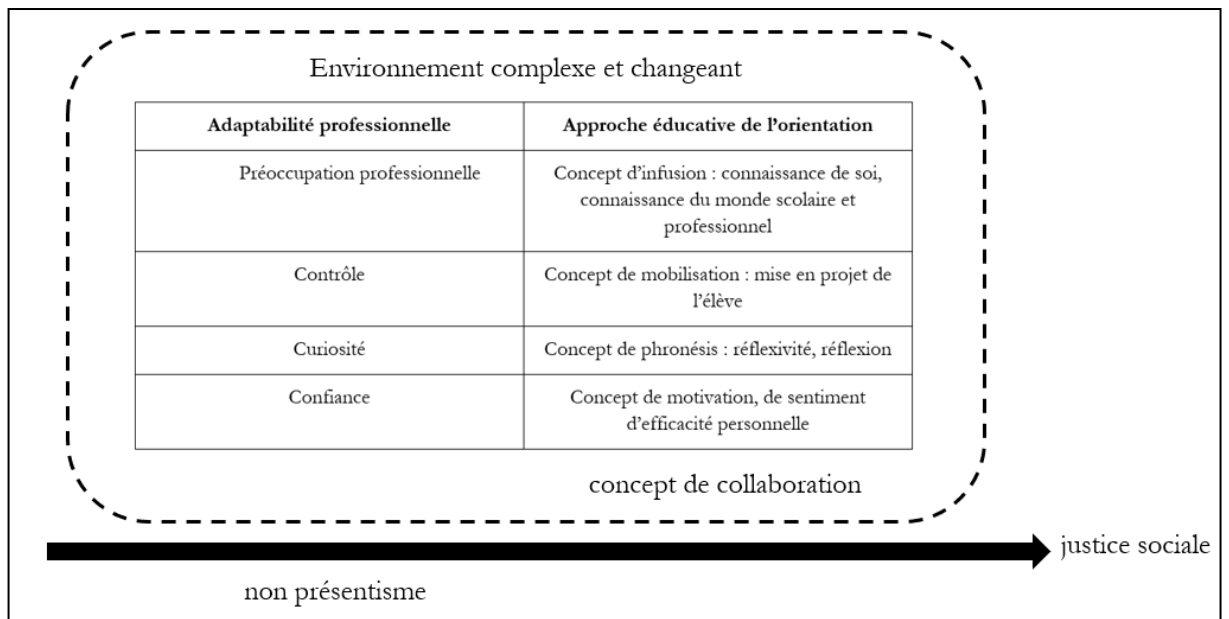 Environnement complexe et changeant
Adaptabilité professionnelle
Approche éducative de l'orientation
Préoccupation professionnelle
Concept d'infusion : connaissance de soi,
connaissance du monde scolaire et
professionnel
Contrôle
Concept de mobilisation : mise en projet de
l'élève
Curiosité
Concept de phronésis : réflexivité, réflexion
Confiance
Concept de motivation, de sentiment
d'efficacité personnelle
concept de collaboration
justice sociale
non présentisme